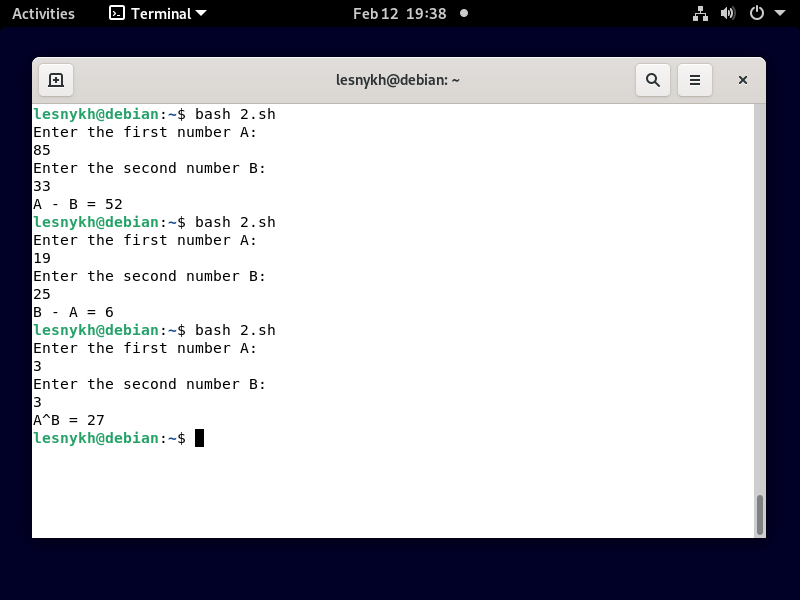 Activities Terminal Feb 12 19:38
lesnykh@debian: ~
lesnykh@debian:~$ bash 2.sh
Enter the first number A:
85
Enter the second number B:
33
A - B = 52
lesnykh@debian:~$ bash 2.sh
Enter the first number A:
19
Enter the second number B:
25
B - A = 6
lesnykh@debian:~$ bash 2.sh
Enter the first number A:
3
Enter the second number B:
3
A^B = 27
lesnykh@debian:~$